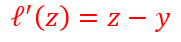 ℓ′(z) = z − y